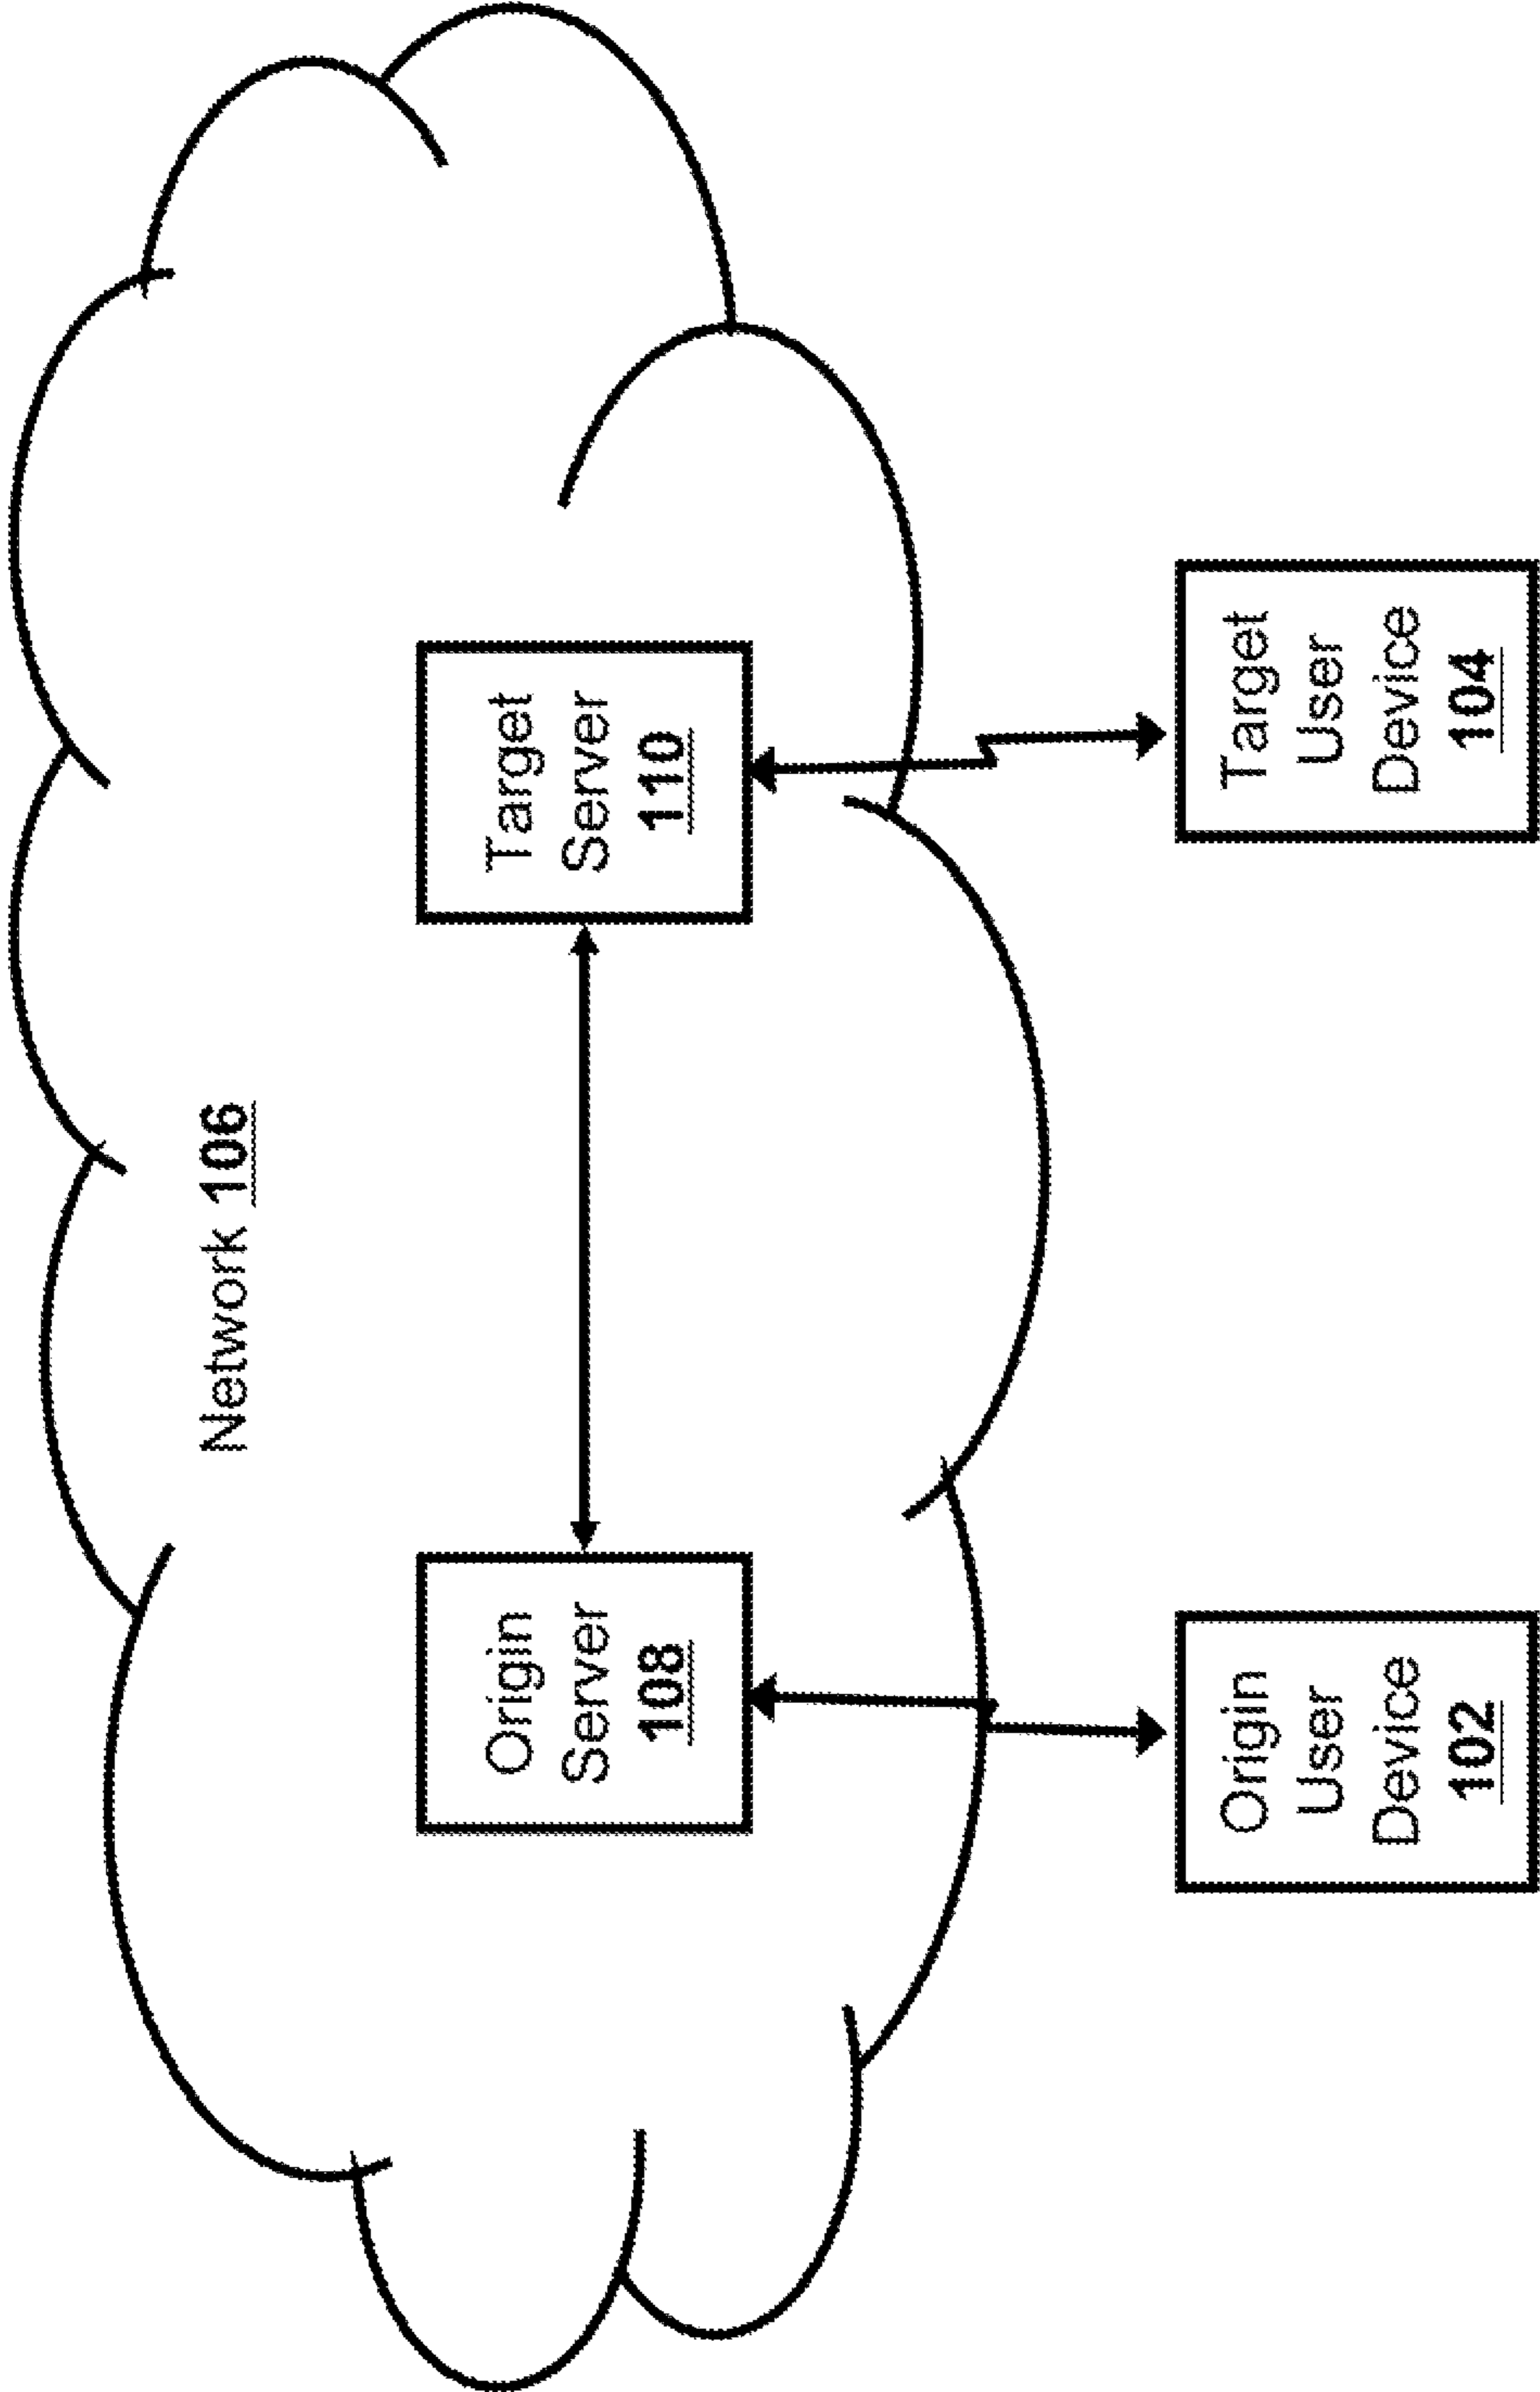 Network 106
Origin
Server
108
Target
Server
110
Origin
User
Device
102
Target
User
Device
104